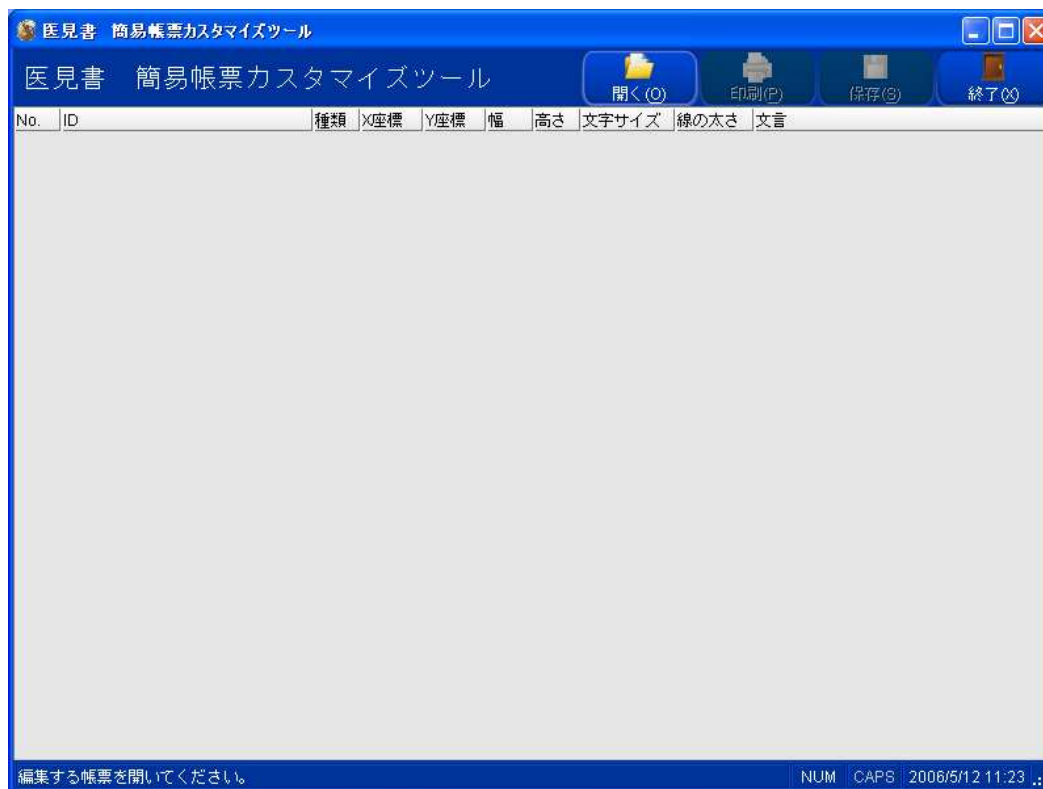 医見書 簡易帳票カスタマイズツール
医見書 簡易帳票カスタマイズツール
開く(O) 印刷(P) 保存(S) 終了(X)
No. ID 種類 X座標 Y座標 幅 高さ 文字サイズ 線の太さ 文言
編集する帳票を開いてください。 NUM CAPS 2006/5/12 11:23